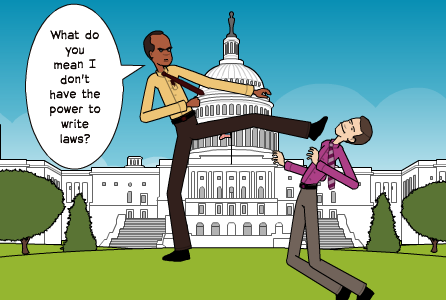 What do
you
mean I
don't
have the
power to
write
laws?